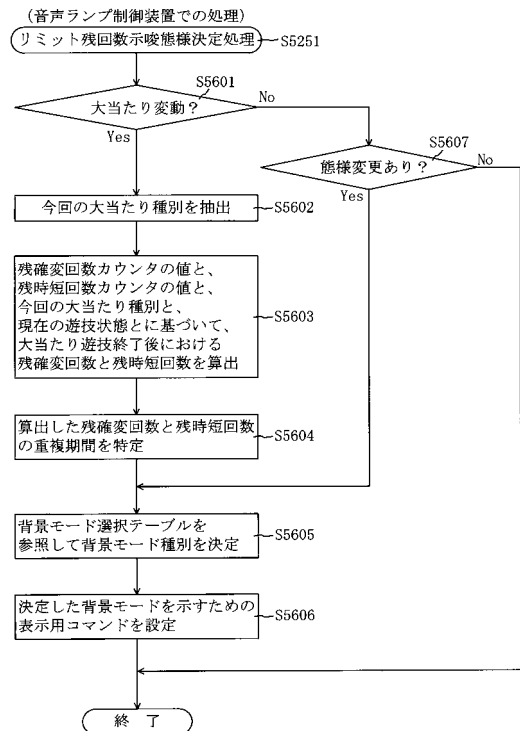 (音声ランプ制御装置での処理)
リミット残回数示唆態様決定処理
S5251
S5601
大当たり変動?
No
Yes
S5607
態様変更あり?
No
Yes
今回の大当たり種別を抽出
S5602
残確変回数カウンタの値と、
残時短回数カウンタの値と、
今回の大当たり種別と、
現在の遊技状態とに基づいて、
大当たり遊技終了後における
残確変回数と残時短回数を算出
S5603
算出した残確変回数と残時短回数
の重複期間を特定
S5604
背景モード選択テーブルを
参照して背景モード種別を決定
S5605
決定した背景モードを示すための
表示用コマンドを設定
S5606
終 了